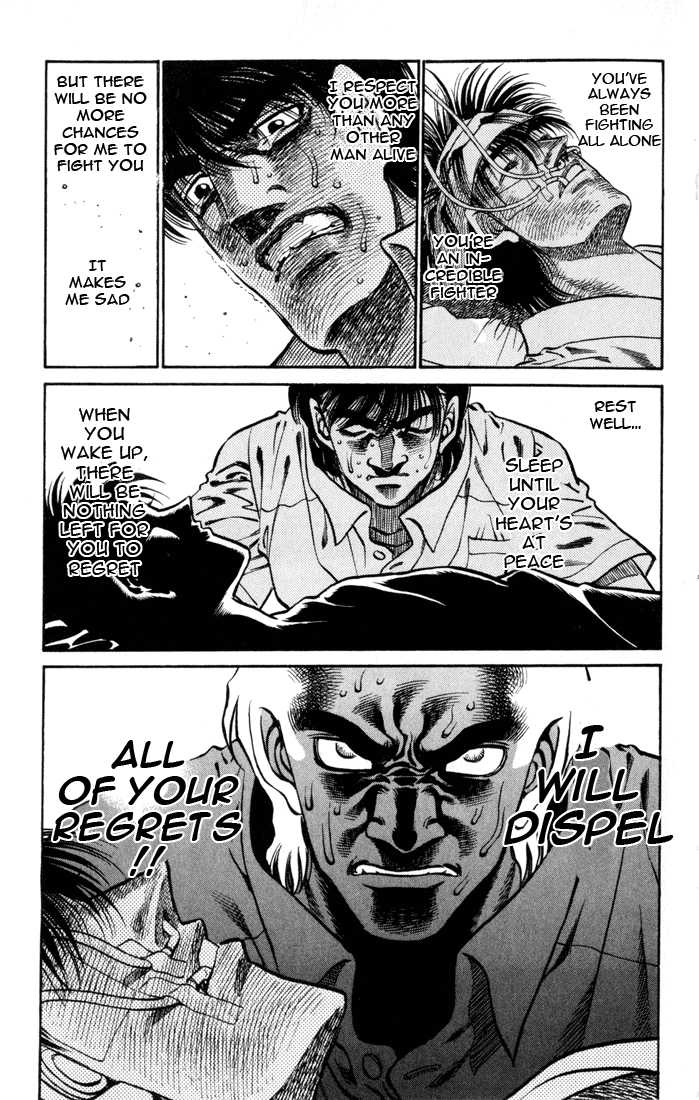 YOU'VE
ALWAYS
BEEN
FIGHTING
ALL ALONE
YOU'RE
AN IN-
CREDIBLE
FIGHTER
I RESPECT
YOU MORE
THAN ANY
OTHER
MAN ALIVE
BUT THERE
WILL BE NO
MORE
CHANCES
FOR ME TO
FIGHT YOU
IT
MAKES
ME SAD
REST
WELL...
SLEEP
UNTIL
YOUR
HEART'S
AT
PEACE
WHEN
YOU
WAKE UP,
THERE
WILL BE
NOTHING
LEFT FOR
YOU TO
REGRET
I
WILL
DISPEL
ALL
OF YOUR
REGRETS
!!